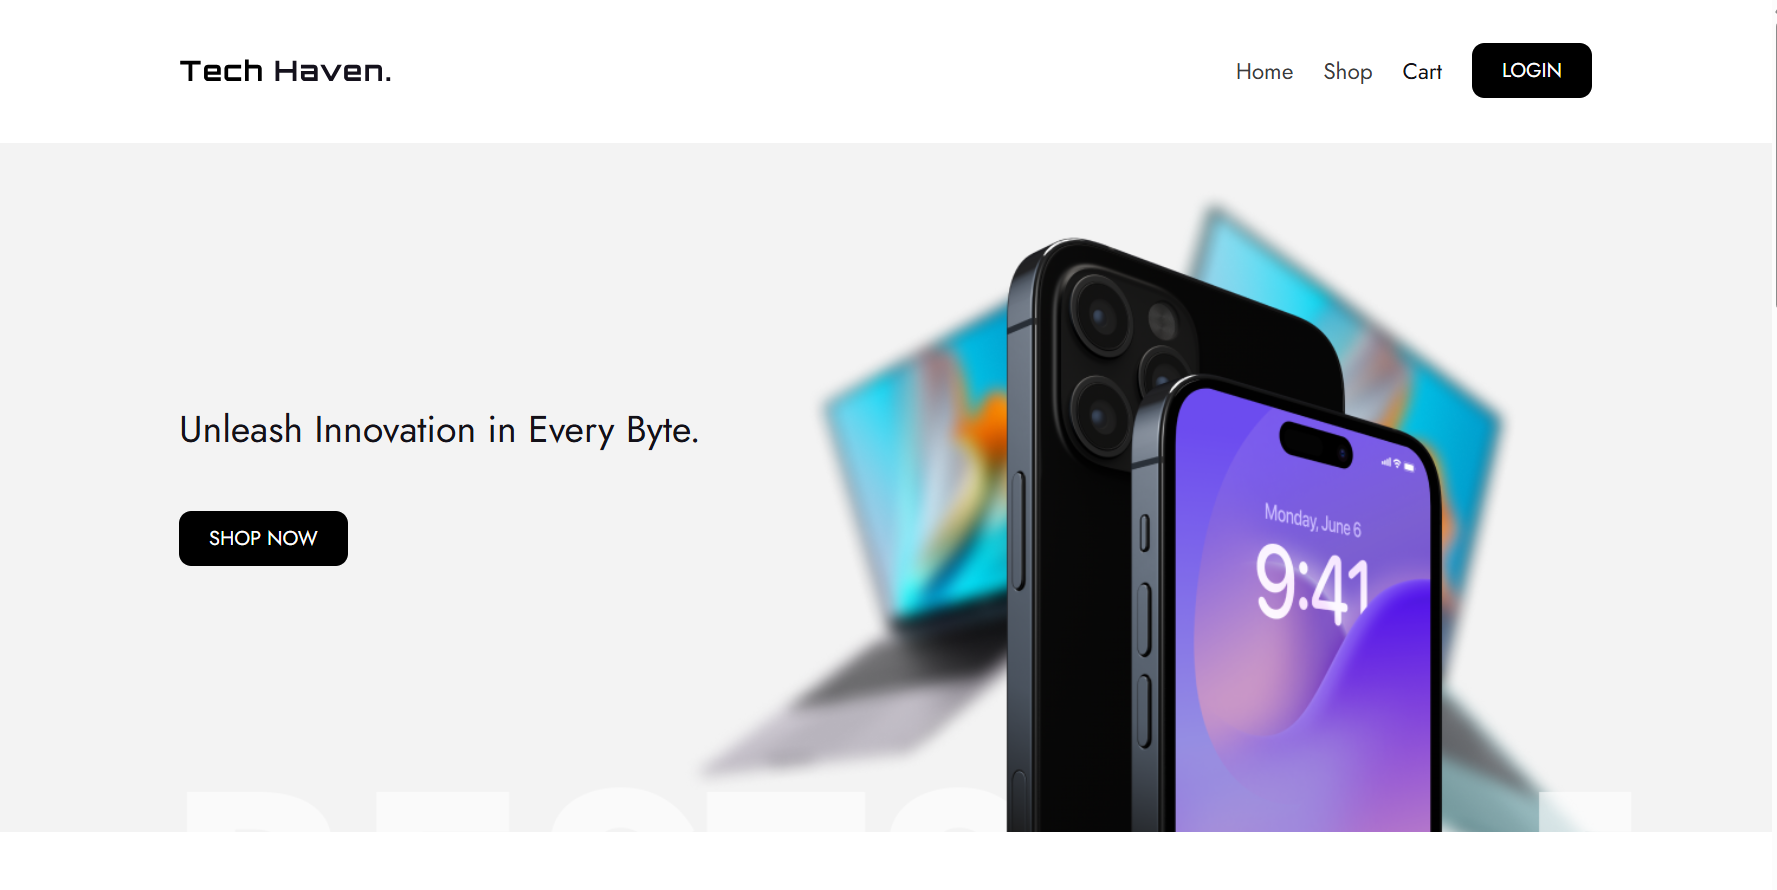 Tech Haven.
Home Shop Cart LOGIN
Unleash Innovation in Every Byte.
SHOP NOW
Monday, June 6
9:41